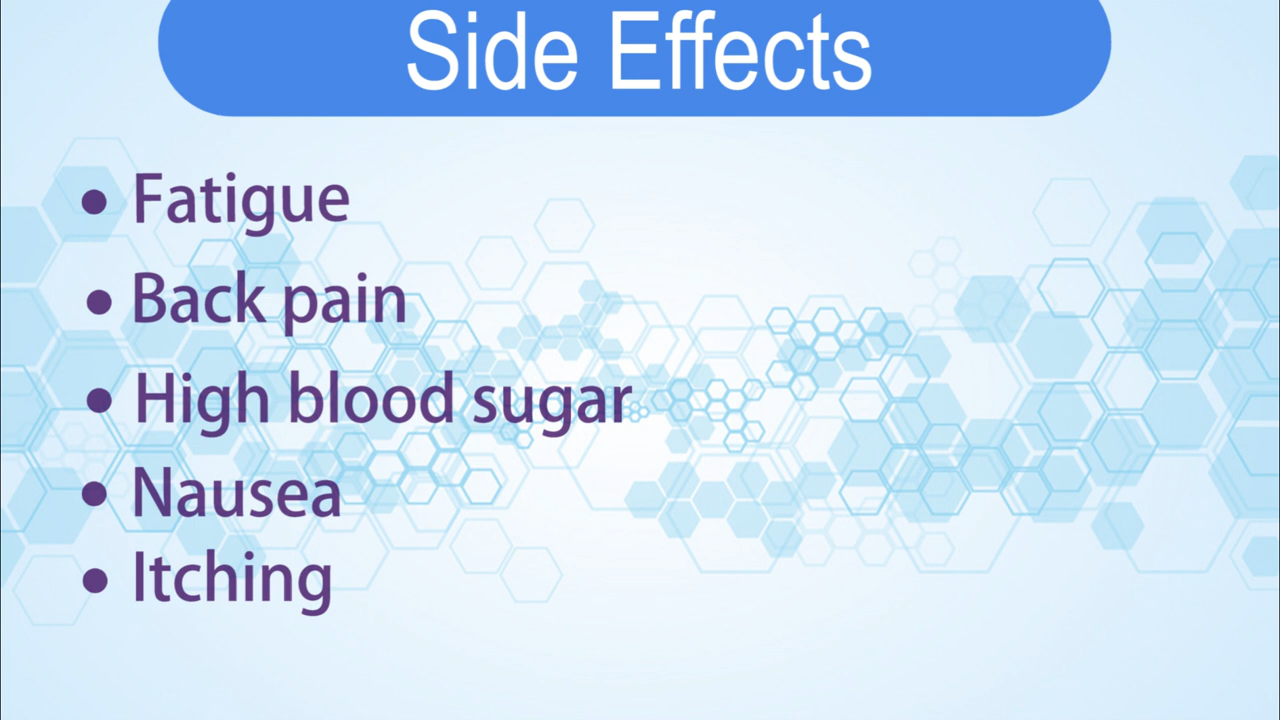 Side Effects
• Fatigue
• Back pain
• High blood sugar
• Nausea
• Itching